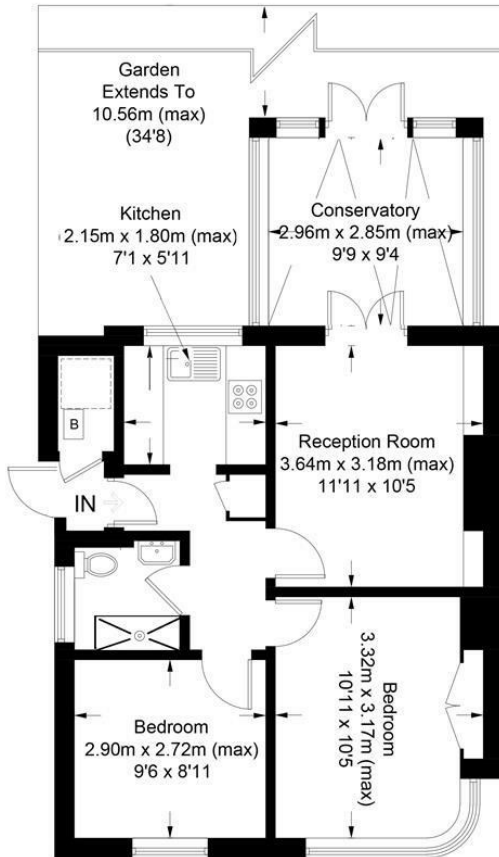 Garden
Extends To
10.56m (max)
(34'8)
Kitchen
2.15m x 1.80m (max)
7'1 x 5'11
Conservatory
2.96m x 2.85m (max)
9'9 x 9'4
B
IN
Reception Room
3.64m x 3.18m (max)
11'11 x 10'5
Bedroom
2.90m x 2.72m (max)
9'6 x 8'11
Bedroom
3.32m x 3.17m (max)
10'11 x 10'5